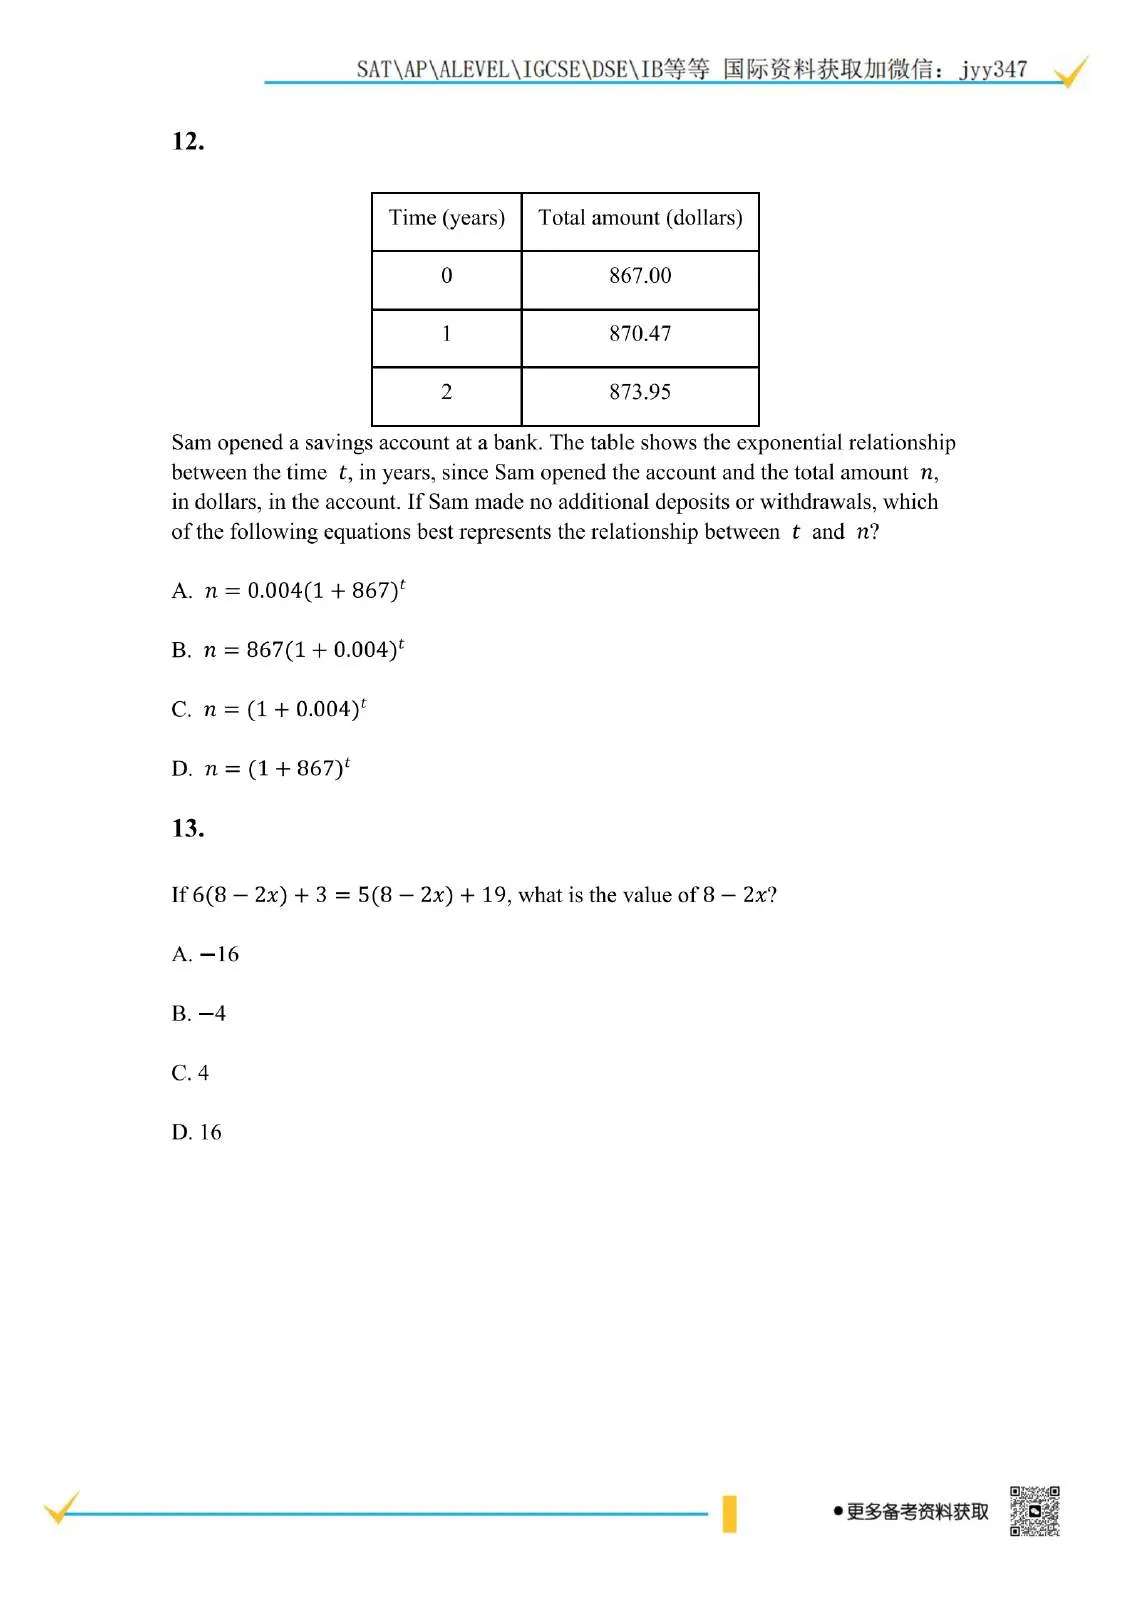 SAT\AP\ALEVEL\IGCSE\DSE\IB等等 国际资料获取加微信：jyy347
12.
Time (years) Total amount (dollars)
0 867.00
1 870.47
2 873.95
Sam opened a savings account at a bank. The table shows the exponential relationship
between the time t, in years, since Sam opened the account and the total amount n,
in dollars, in the account. If Sam made no additional deposits or withdrawals, which
of the following equations best represents the relationship between t and n?
A. n = 0.004(1 + 867)^t
B. n = 867(1 + 0.004)^t
C. n = (1 + 0.004)^t
D. n = (1 + 867)^t
13.
If 6(8 − 2x) + 3 = 5(8 − 2x) + 19, what is the value of 8 − 2x?
A. −16
B. −4
C. 4
D. 16
●更多备考资料获取